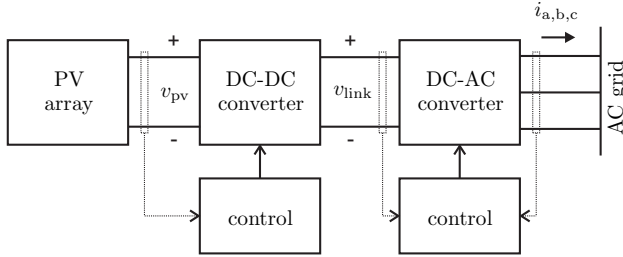 i_a,b,c
+
+
PV
array
v_pv
DC-DC
converter
v_link
DC-AC
converter
AC grid
-
-
control
control